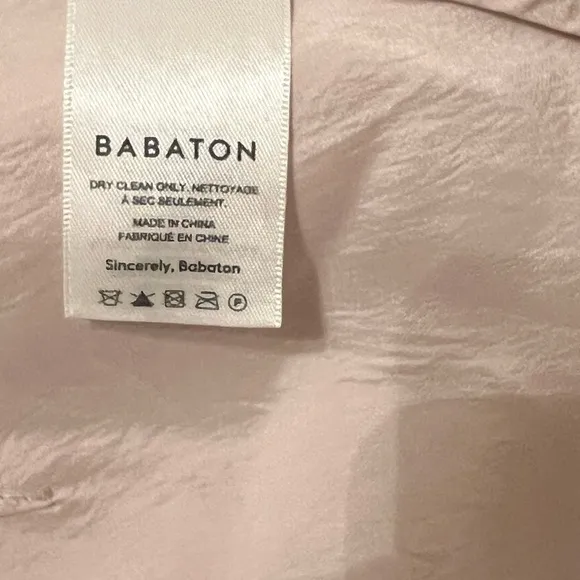 BABATON
DRY CLEAN ONLY. NETTOYAGE
À SEC SEULEMENT.
MADE IN CHINA
FABRIQUÉ EN CHINE
Sincerely, Babaton
P